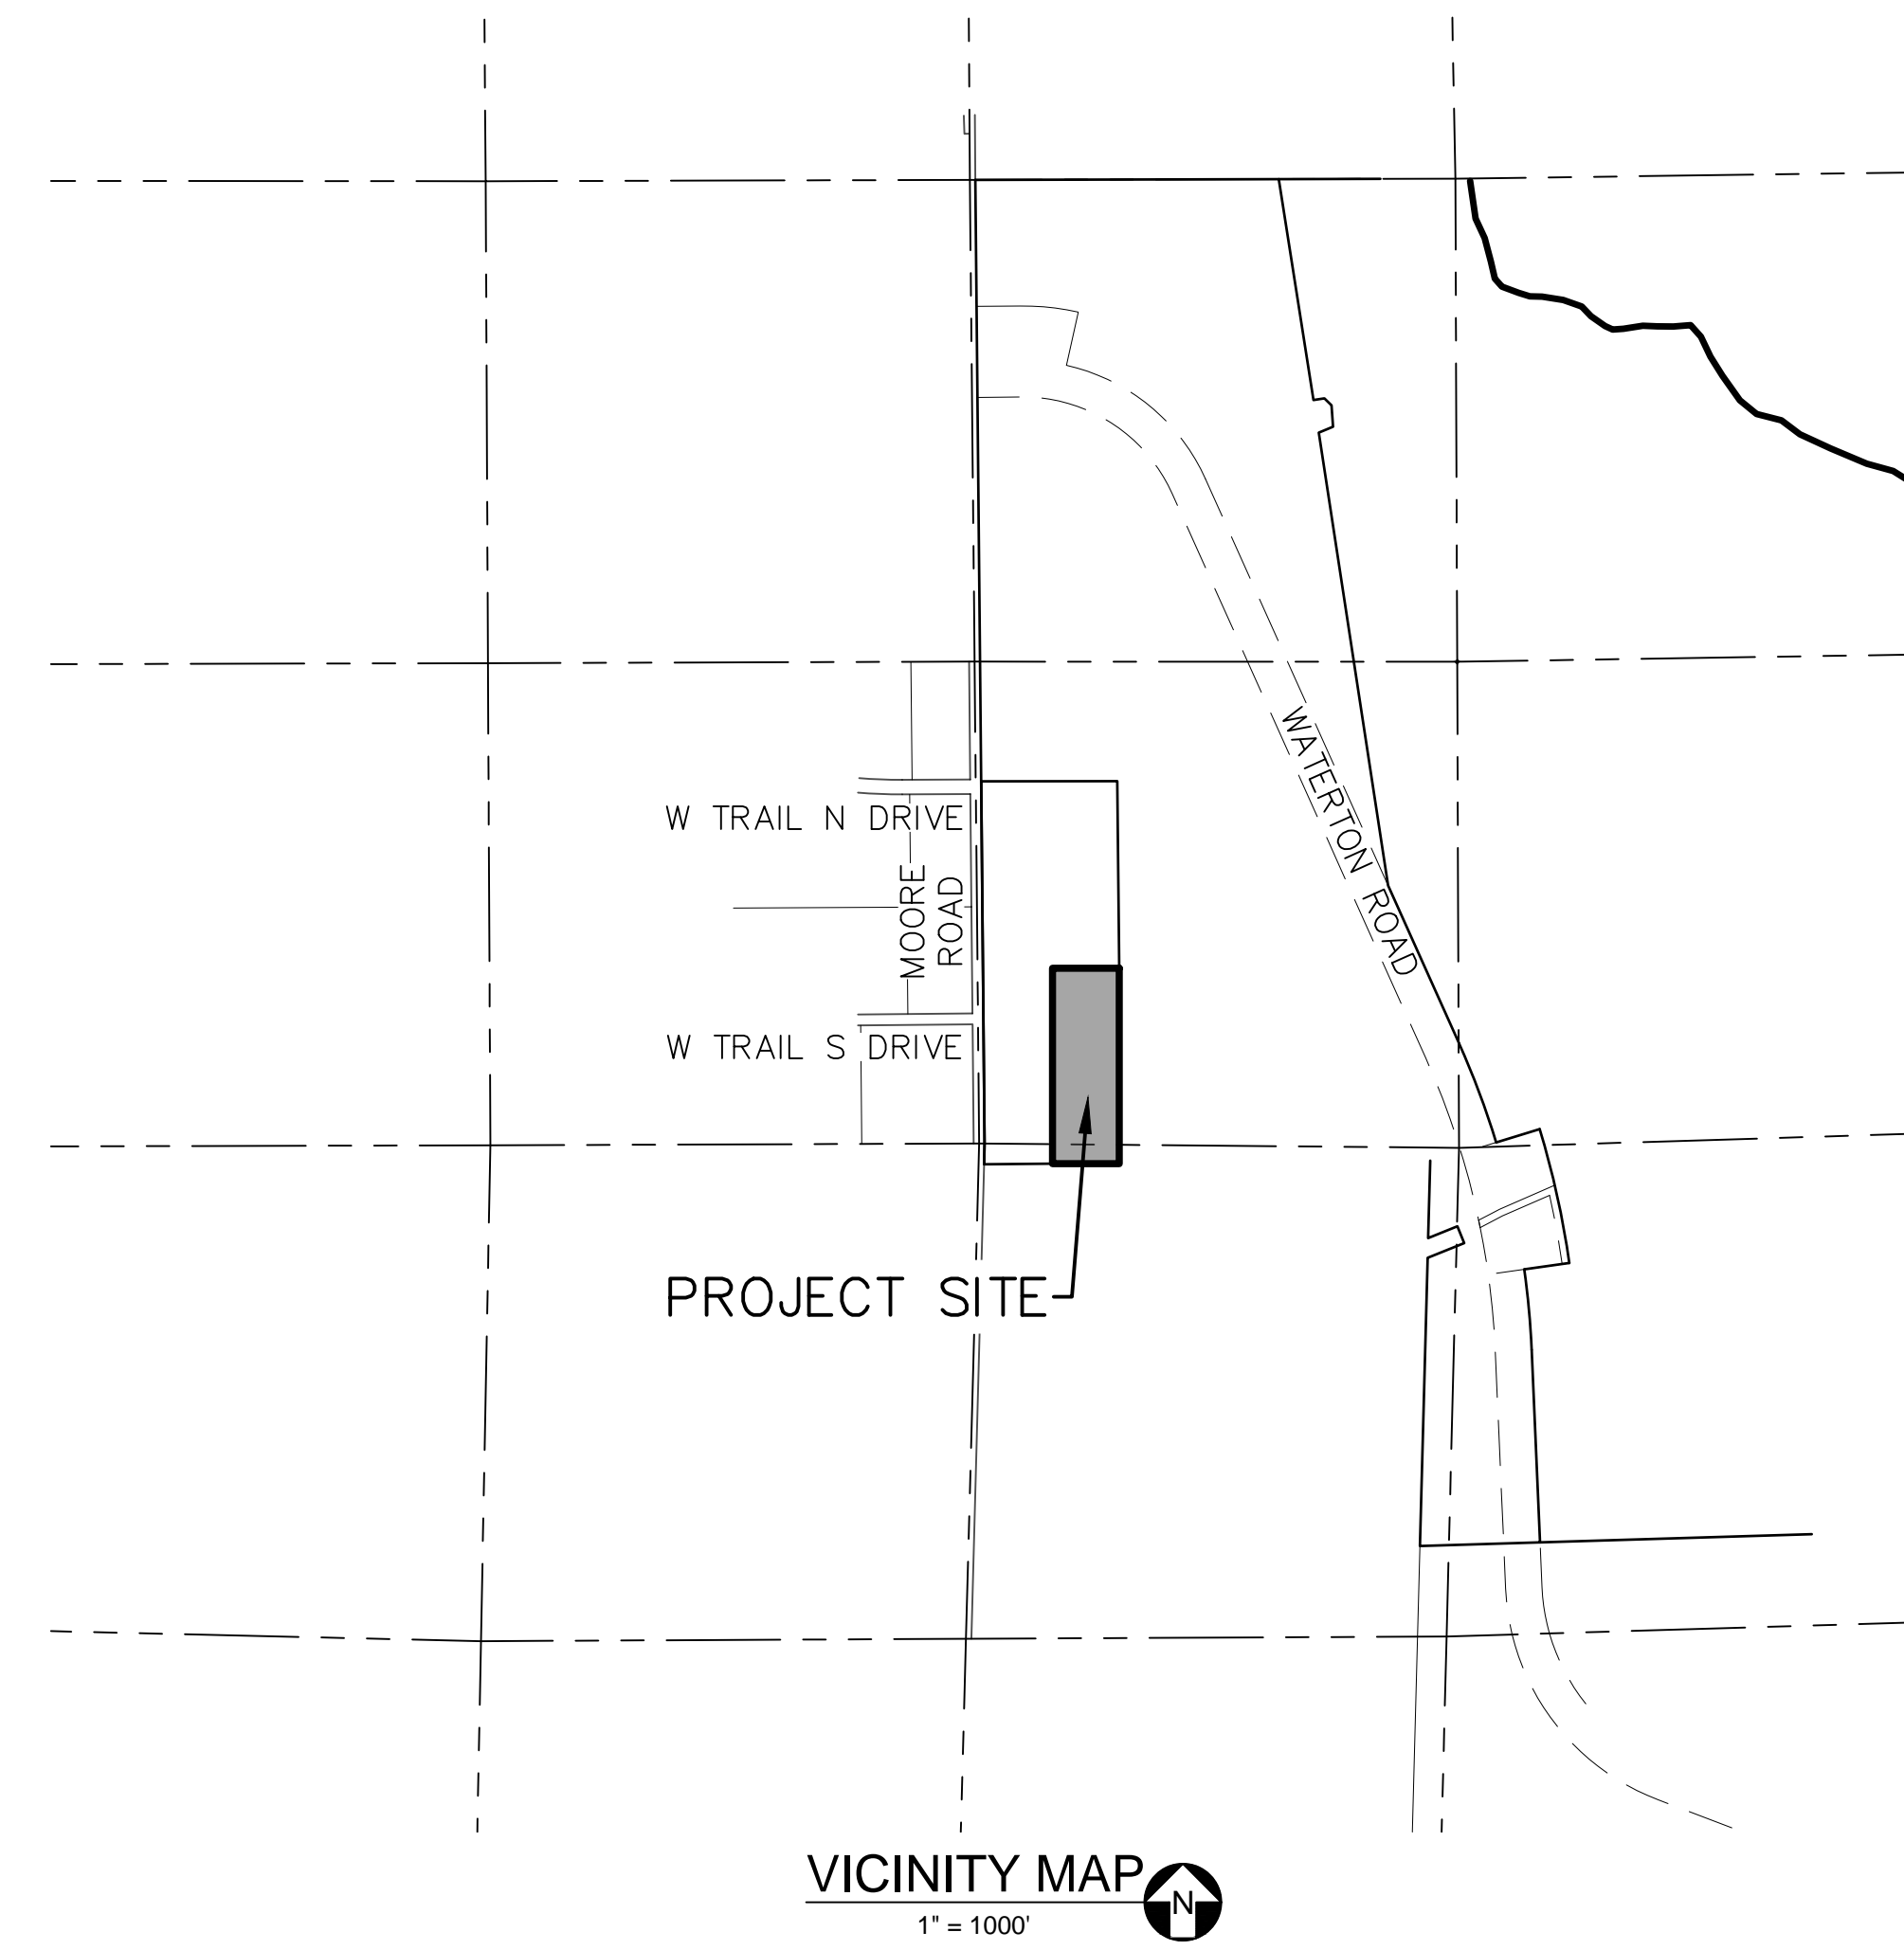 WATERTON ROAD
W TRAIL N DRIVE
MOORE
ROAD
W TRAIL S DRIVE
PROJECT SITE
VICINITY MAP
N
1" = 1000'